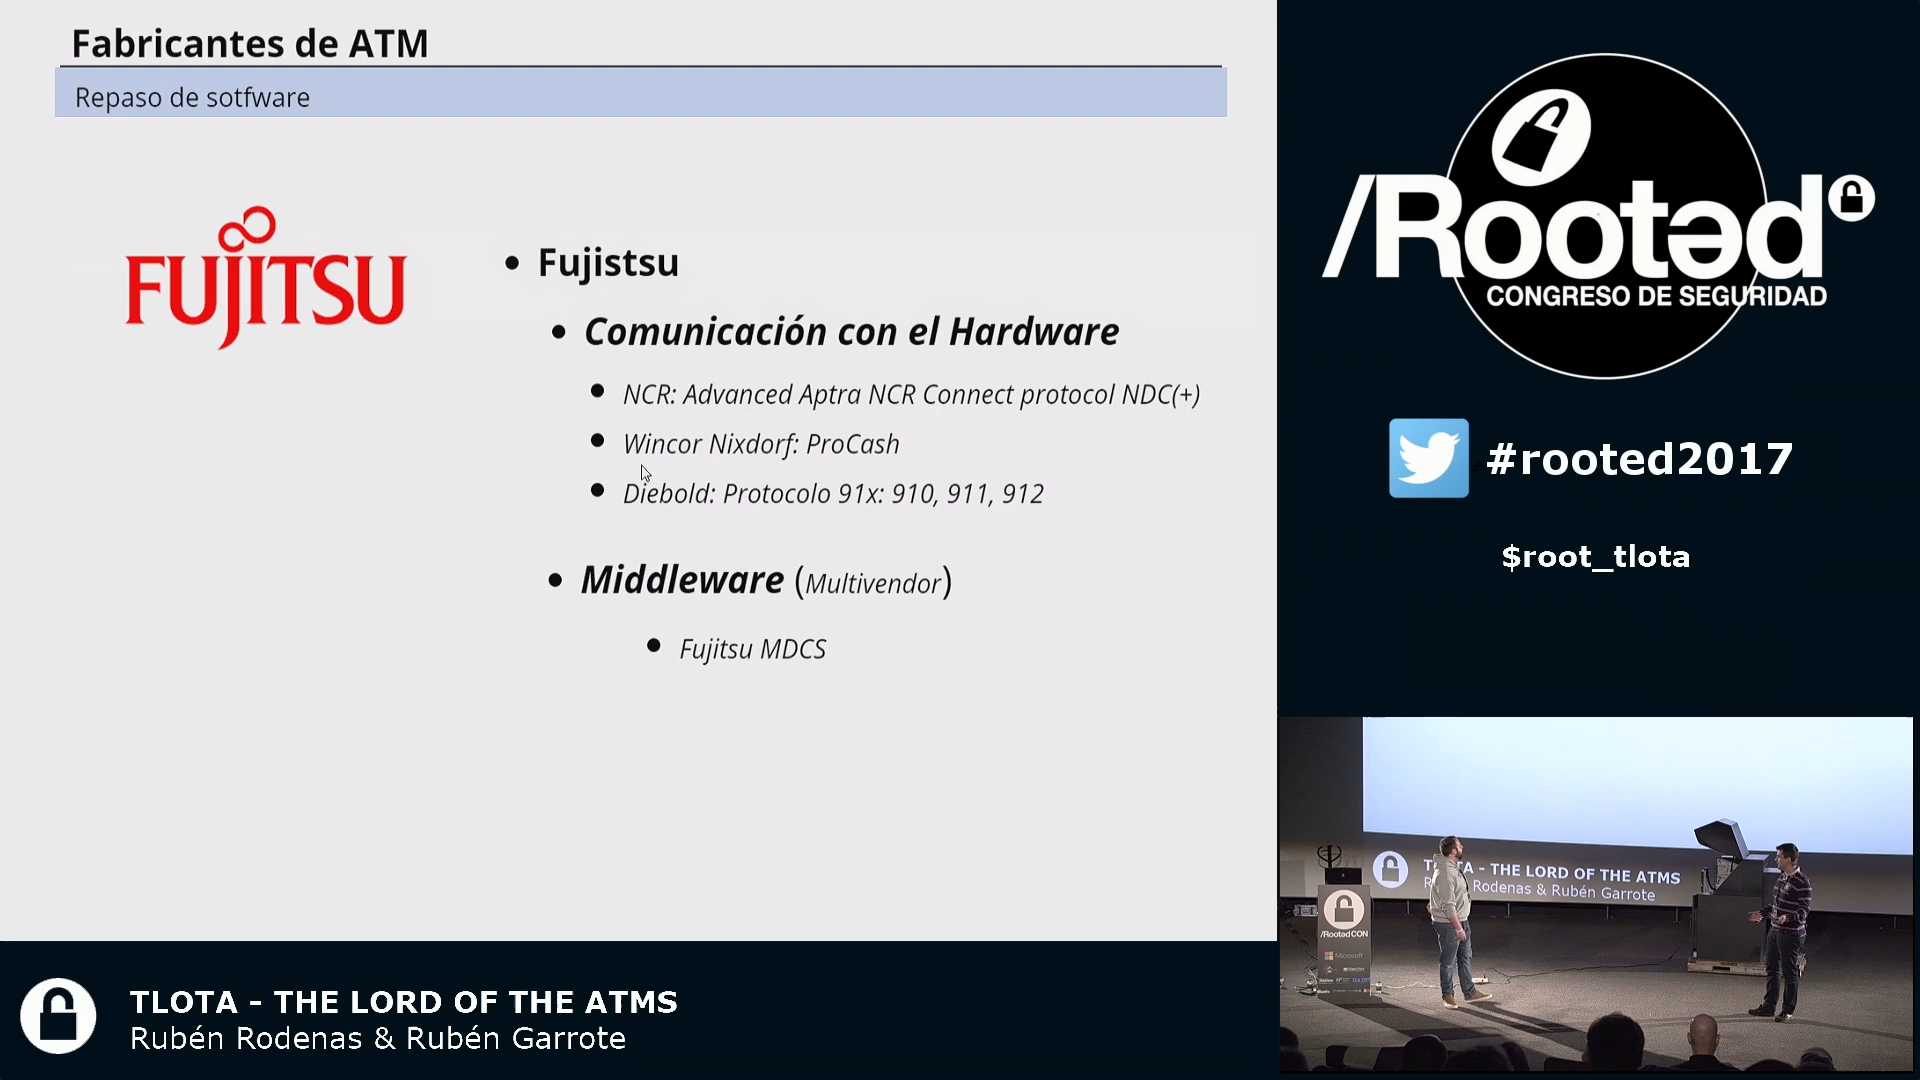 Fabricantes de ATM
Repaso de sotfware
FUJITSU
Fujistsu
Comunicación con el Hardware
NCR: Advanced Aptra NCR Connect protocol NDC(+)
Wincor Nixdorf: ProCash
Diebold: Protocolo 91x: 910, 911, 912
Middleware (Multivendor)
Fujitsu MDCS
/Rootəd
CONGRESO DE SEGURIDAD
#rooted2017
$root_tlota
- THE LORD OF THE ATMS
Rodenas & Rubén Garrote
/RootedCON
Microsoft
TLOTA - THE LORD OF THE ATMS
Rubén Rodenas & Rubén Garrote